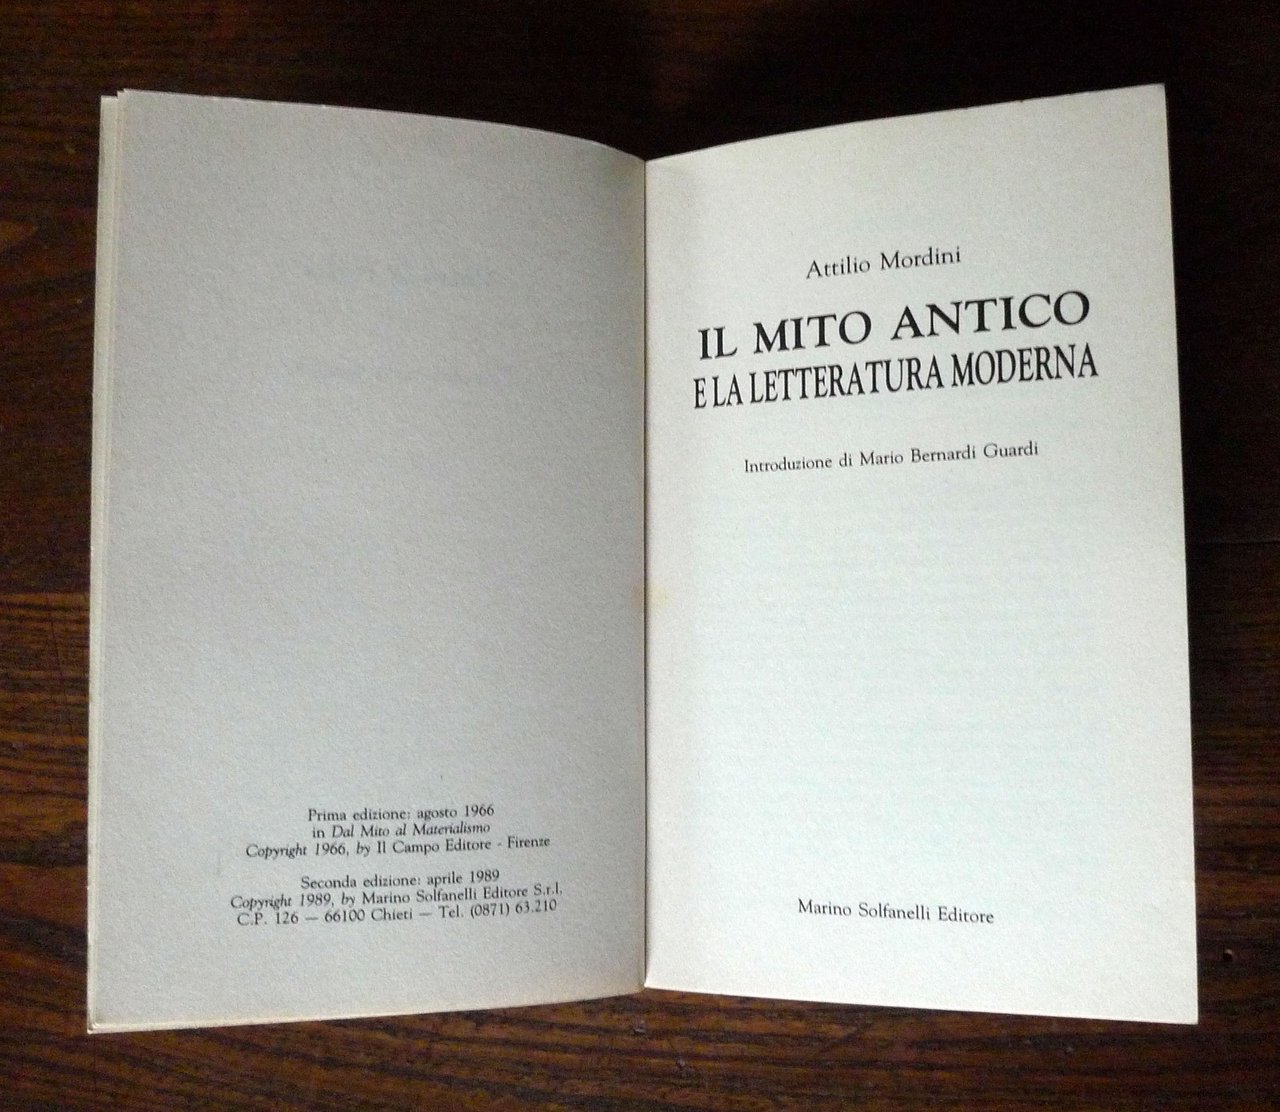 Prima edizione: agosto 1966
in Dal Mito al Materialismo
Copyright 1966, by Il Campo Editore - Firenze
Seconda edizione: aprile 1989
Copyright 1989, by Marino Solfanelli Editore S.r.l.
C.P. 126 — 66100 Chieti — Tel. (0871) 63.210
Attilio Mordini
IL MITO ANTICO
E LA LETTERATURA MODERNA
Introduzione di Mario Bernardi Guardi
Marino Solfanelli Editore